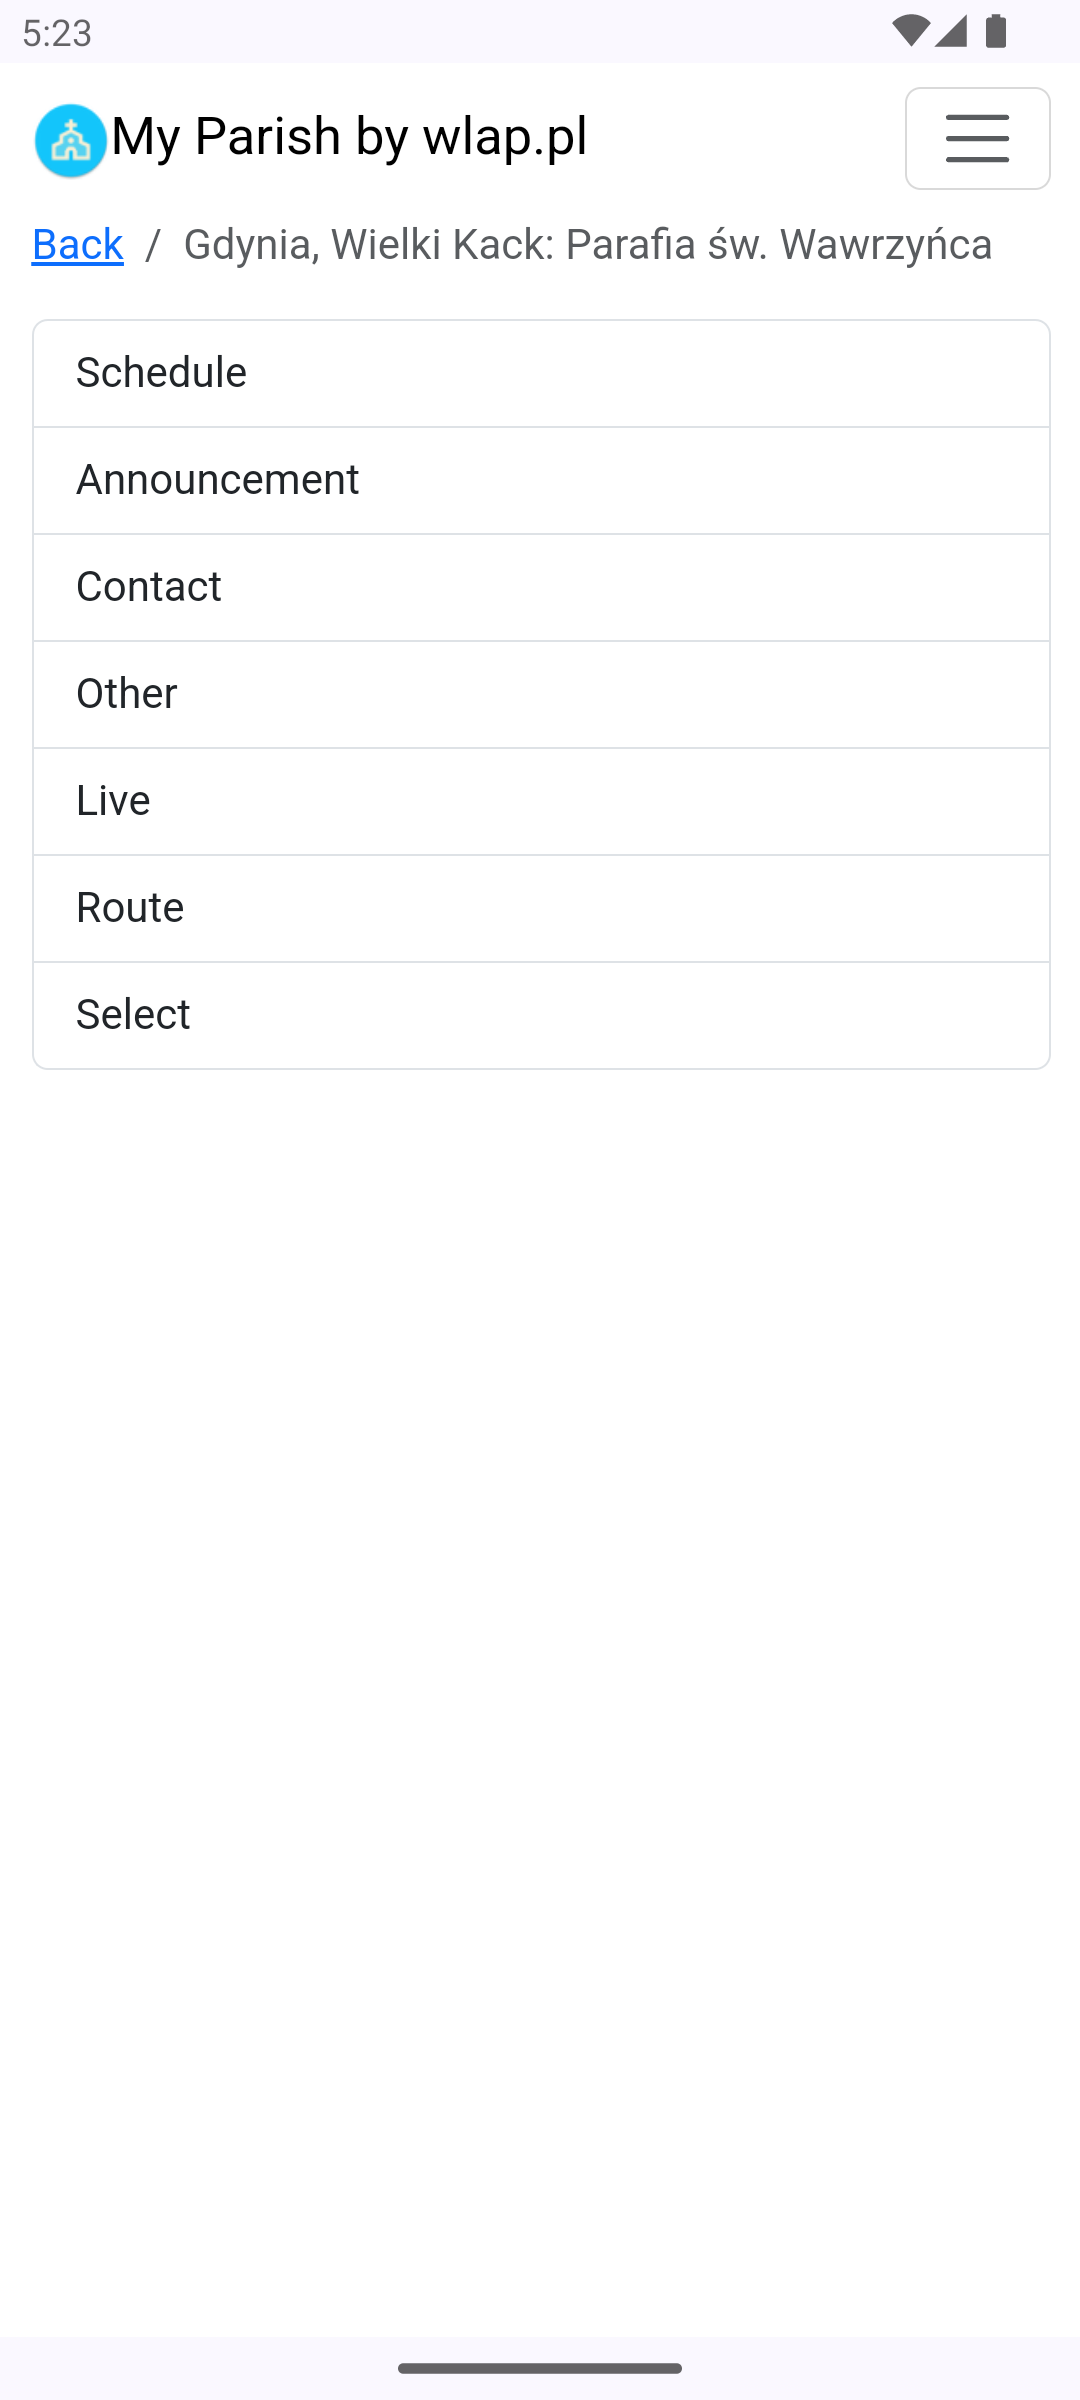 5:23
My Parish by wlap.pl
Back / Gdynia, Wielki Kack: Parafia św. Wawrzyńca
Schedule
Announcement
Contact
Other
Live
Route
Select